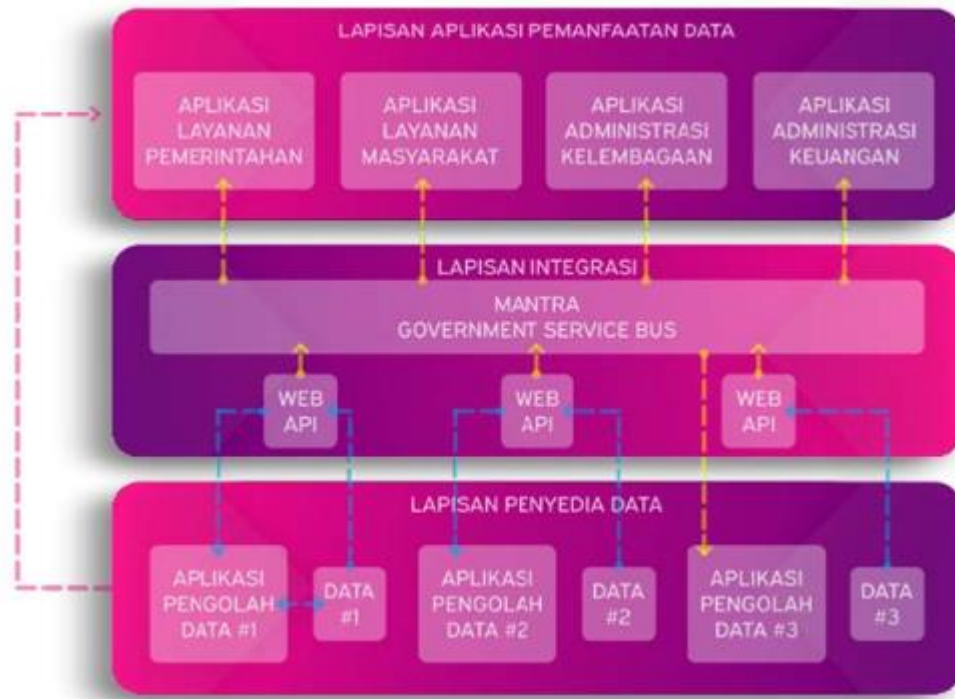 LAPISAN APLIKASI PEMANFAATAN DATA
APLIKASI
LAYANAN
PEMERINTAHAN
APLIKASI
LAYANAN
MASYARAKAT
APLIKASI
ADMINISTRASI
KELEMBAGAAN
APLIKASI
ADMINISTRASI
KEUANGAN
LAPISAN INTEGRASI
MANTRA
GOVERNMENT SERVICE BUS
WEB
API
WEB
API
WEB
API
LAPISAN PENYEDIA DATA
APLIKASI
PENGOLAH
DATA #1
DATA
#1
APLIKASI
PENGOLAH
DATA #2
DATA
#2
APLIKASI
PENGOLAH
DATA #3
DATA
#3